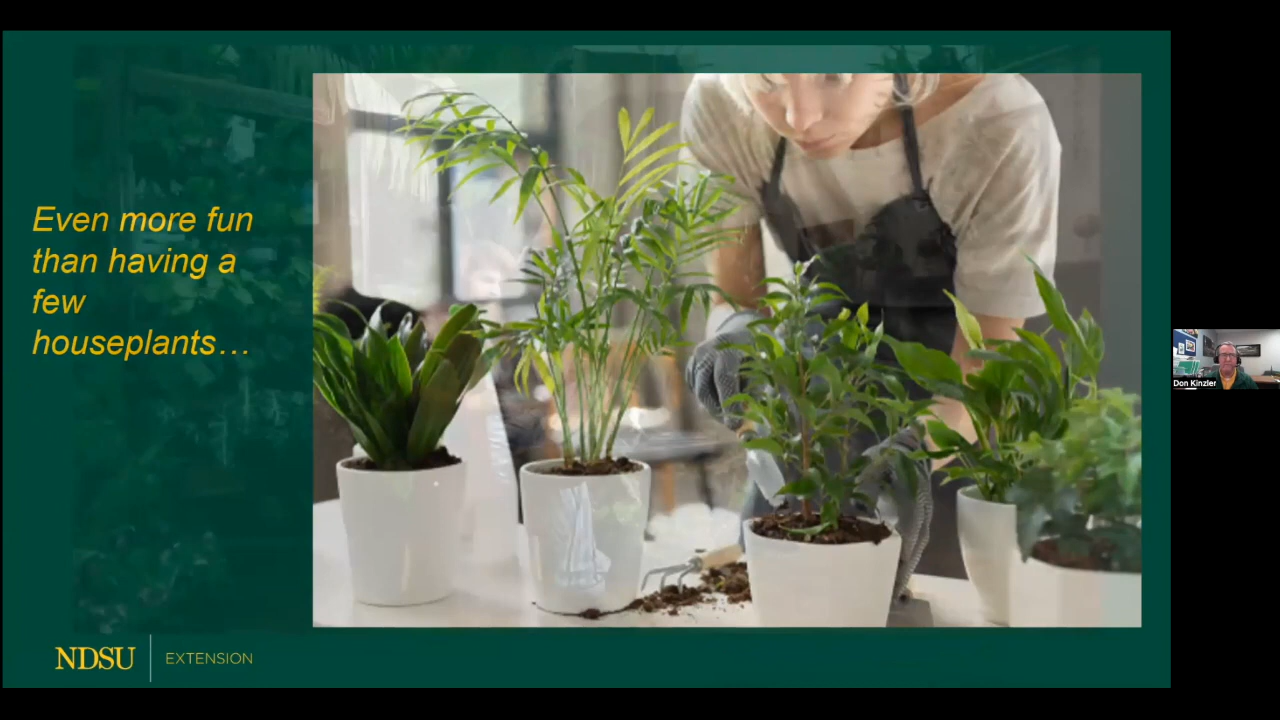 Even more fun
than having a
few
houseplants…
NDSU EXTENSION
Don Kinzler